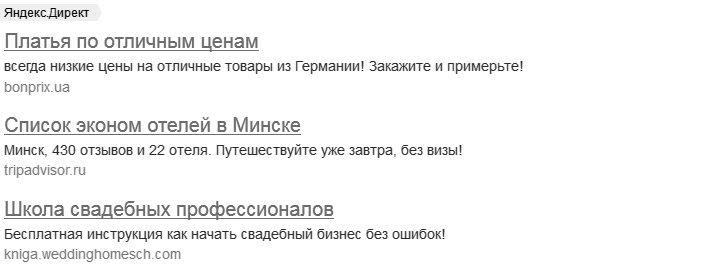 Яндекс.Директ
Платья по отличным ценам
всегда низкие цены на отличные товары из Германии! Закажите и примерьте!
bonprix.ua
Список эконом отелей в Минске
Минск, 430 отзывов и 22 отеля. Путешествуйте уже завтра, без визы!
tripadvisor.ru
Школа свадебных профессионалов
Бесплатная инструкция как начать свадебный бизнес без ошибок!
kniga.weddinghomesch.com